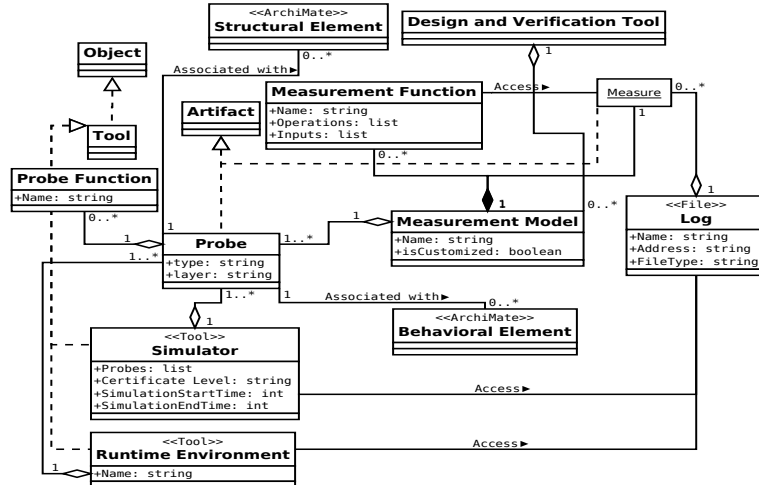 <<ArchiMate>>
Structural Element
0..*
Design and Verification Tool
1
Object
Associated with►
Measurement Function
+Name: string
+Operations: list
+Inputs: list
0..*
Access►
Measure
0..*
1
Artifact
Tool
Probe Function
+Name: string
0..*
1
1
Probe
+type: string
+layer: string
1..*
1..*
1
1
Measurement Model
+Name: string
+isCustomized: boolean
0..*
1
<<File>>
Log
+Name: string
+Address: string
+FileType: string
1..*
1
Associated with►
0..*
<<ArchiMate>>
Behavioral Element
1
<<Tool>>
Simulator
+Probes: list
+Certificate Level: string
+SimulationStartTime: int
+SimulationEndTime: int
Access►
<<Tool>>
Runtime Environment
+Name: string
1
Access►